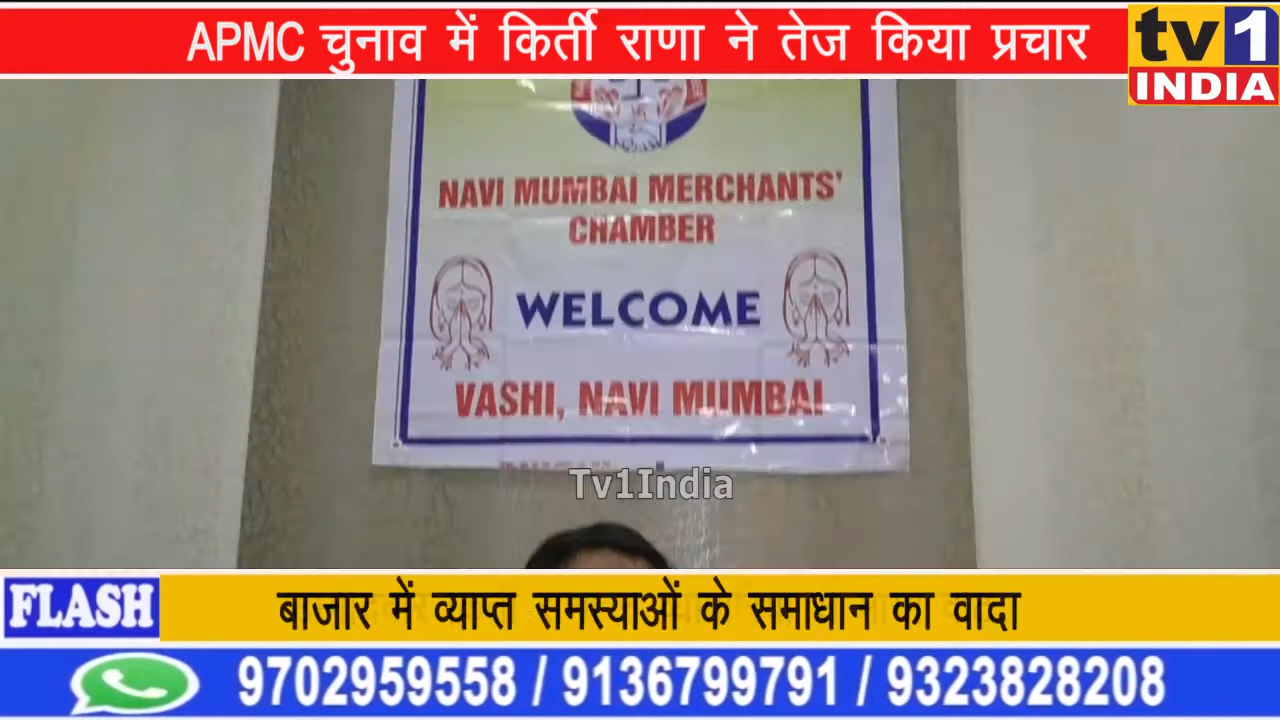 APMC चुनाव में किर्ती राणा ने तेज किया प्रचार
tv1
INDIA
NAVI MUMBAI MERCHANTS'
CHAMBER
WELCOME
VASHI, NAVI MUMBAI
Tv1India
FLASH
बाजार में व्याप्त समस्याओं के समाधान का वादा
9702959558 / 9136799791 / 9323828208